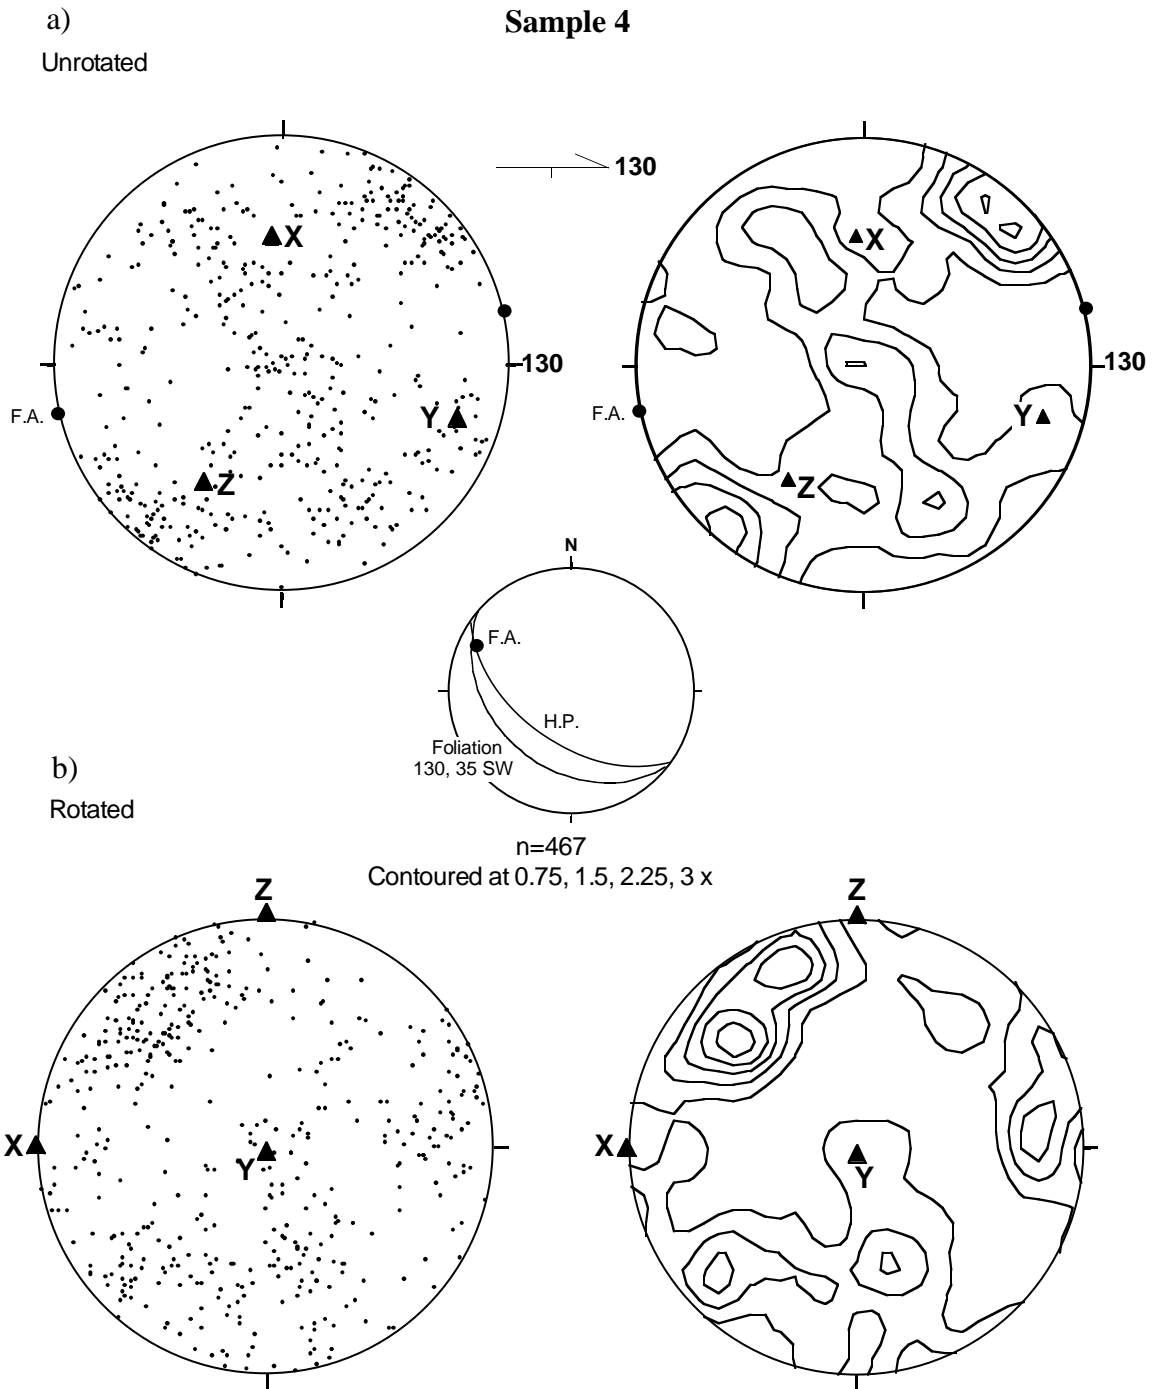 a)
Sample 4
Unrotated
130
X
X
130
130
F.A.
F.A.
Y
Y
Z
Z
N
F.A.
H.P.
Foliation
130, 35 SW
b)
Rotated
n=467
Contoured at 0.75, 1.5, 2.25, 3 x
Z
Z
X
Y
X
Y